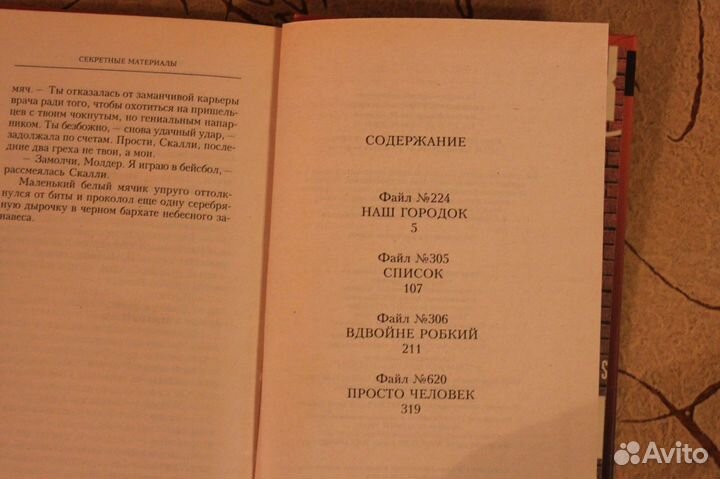 СЕКРЕТНЫЕ МАТЕРИАЛЫ
мяч. — Ты отказалась от заманчивой карьеры
врача ради того, чтобы охотиться на пришель-
цев с твоим чокнутым, но гениальным напар-
ником. Ты безбожно, — снова удачный удар, —
задолжала по счетам. Прости, Скалли, после-
дние два греха не твои, а мои.
— Замолчи, Молдер. Я играю в бейсбол, —
рассмеялась Скалли.
Маленький белый мячик упруго оттолк-
нулся от биты и проколол еще одну серебря-
ную дырочку в черном бархате небесного за-
навеса.
СОДЕРЖАНИЕ
Файл №224
НАШ ГОРОДОК
5
Файл №305
СПИСОК
107
Файл №306
ВДВОЙНЕ РОБКИЙ
211
Файл №620
ПРОСТО ЧЕЛОВЕК
319
Avito